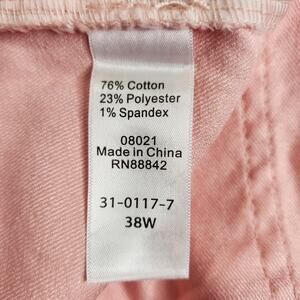 76% Cotton
23% Polyester
1% Spandex
08021
Made in China
RN88842
31-0117-7
38W